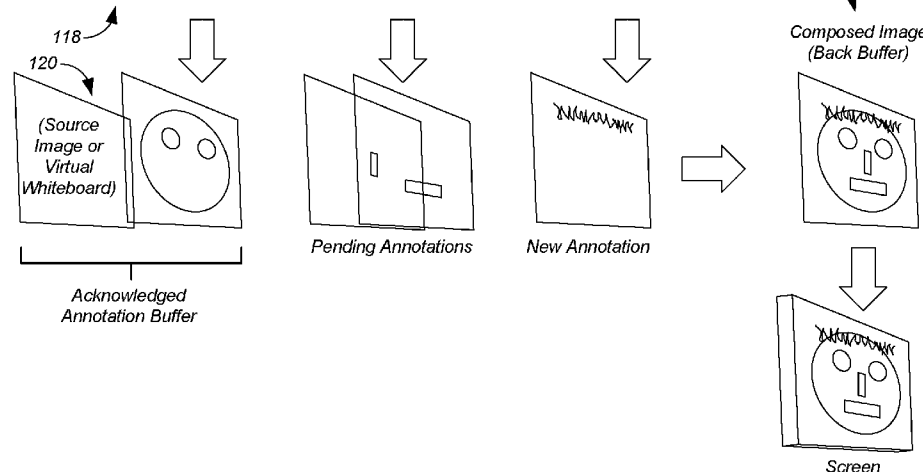 118
120
Composed Image
(Back Buffer)
(Source
Image or
Virtual
Whiteboard)
Pending Annotations
New Annotation
Acknowledged
Annotation Buffer
Screen